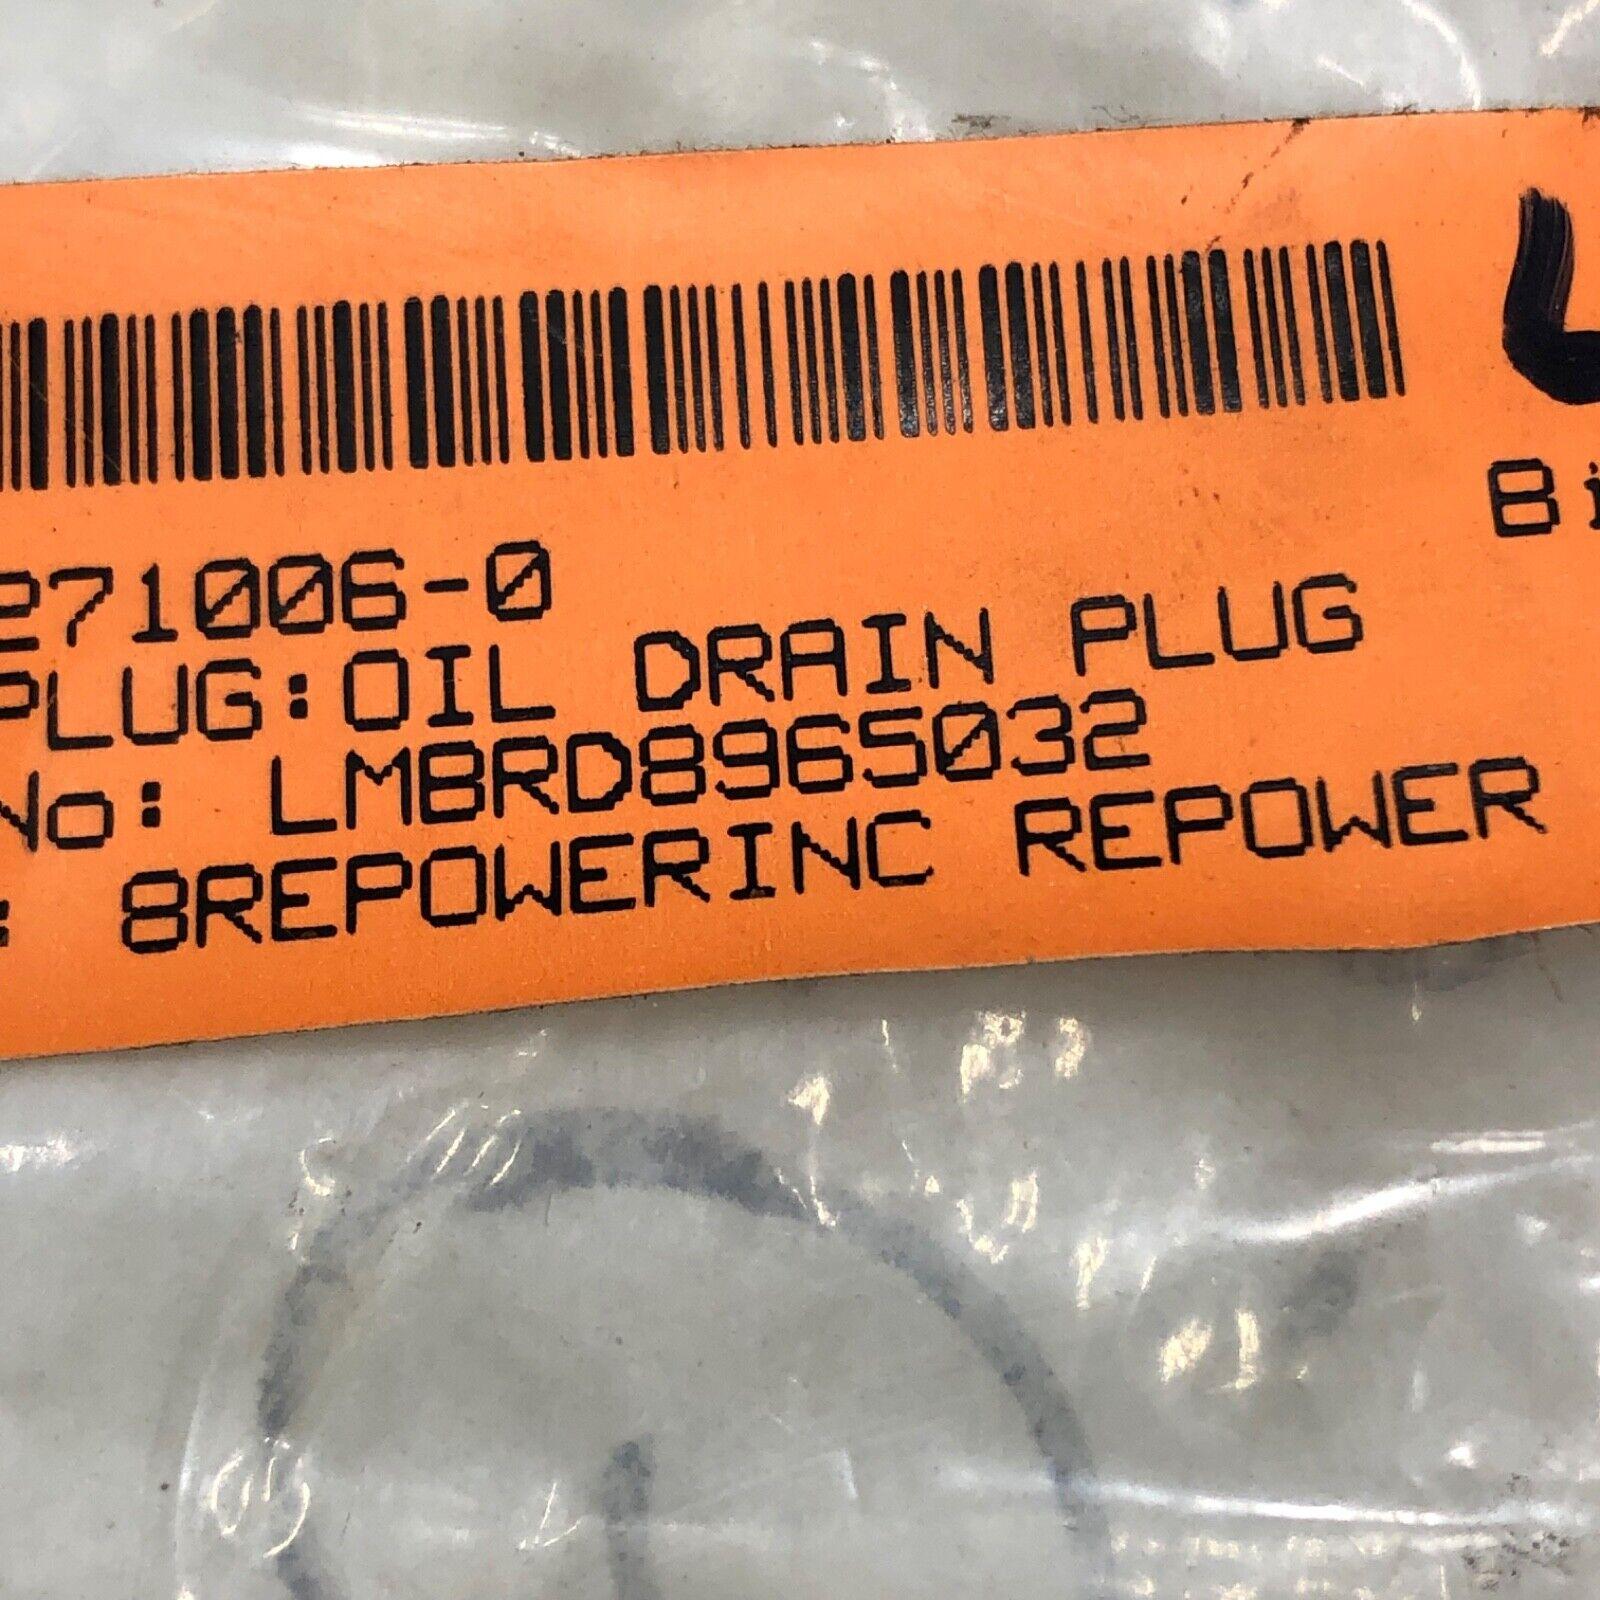 271006-0
PLUG:OIL DRAIN PLUG
No: LMBRD8965032
: 8REPOWERINC REPOWER